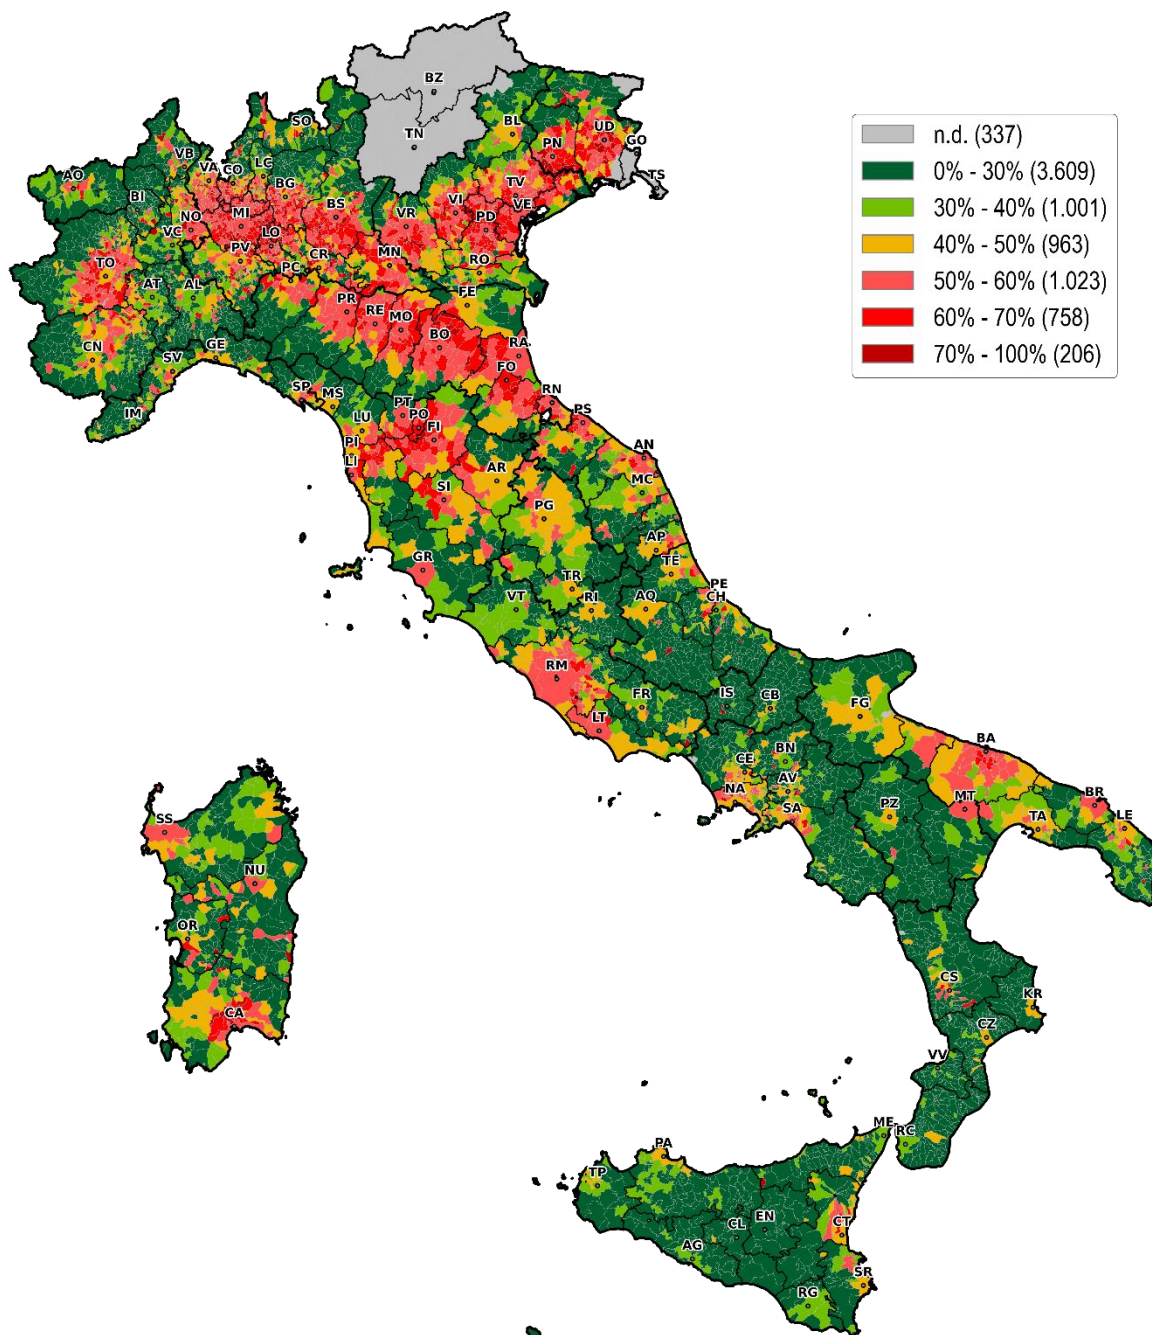 BZ
TN
SO
BL
UD
PN
GO
TS
VB
VA
CO
LC
AO
BG
TV
BI
NO
MI
BS
VR
VI
PD
VE
VC
LO
PV
CR
MN
RO
TO
PC
AT
AL
FE
PR
RE
MO
BO
CN
GE
SV
RA
FO
SP
MS
RN
IM
LU
PT
PO
FI
PS
PI
LI
AN
AR
MC
SI
PG
AP
TE
GR
TR
PE
CH
VT
RI
AQ
RM
FR
IS
CB
FG
LT
BA
BN
CE
AV
NA
SA
PZ
MT
TA
BR
LE
SS
NU
OR
CA
CS
KR
CZ
VV
ME
RC
PA
TP
CT
EN
CL
AG
SR
RG
n.d. (337)
0% - 30% (3.609)
30% - 40% (1.001)
40% - 50% (963)
50% - 60% (1.023)
60% - 70% (758)
70% - 100% (206)